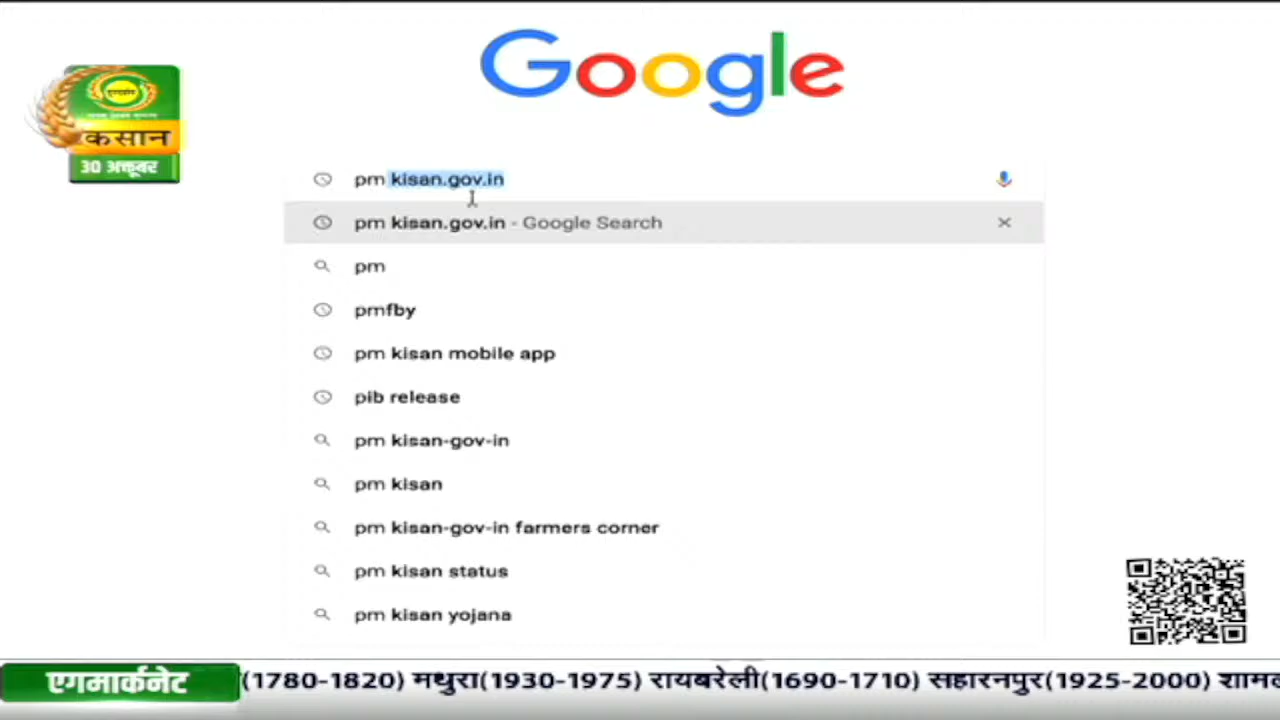 Google
कसान
30 अक्तूबर
pm kisan.gov.in
pm kisan.gov.in - Google Search
pm
pmfby
pm kisan mobile app
pib release
pm kisan-gov-in
pm kisan
pm kisan-gov-in farmers corner
pm kisan status
pm kisan yojana
एगमार्कनेट (1780-1820) मथुरा(1930-1975) रायबरेली(1690-1710) सहारनपुर(1925-2000)